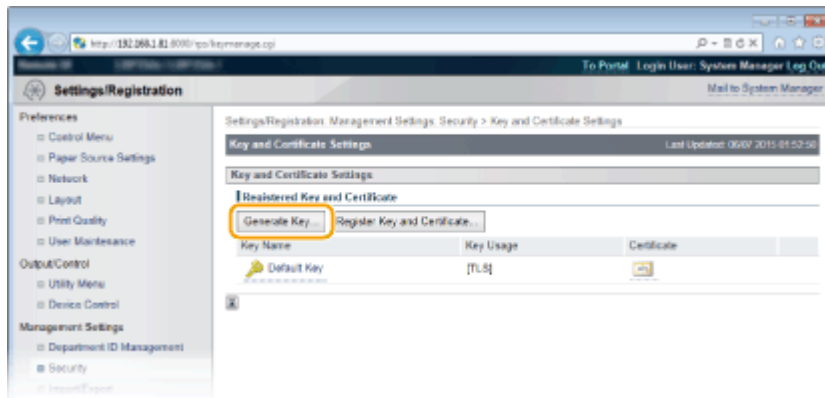 http://192.168.1.81:8000/rps/keymanage.cgi
To Portal Login User: System Manager Log Out
Settings/Registration
Mail to System Manager
Preferences
Control Menu
Paper Source Settings
Network
Layout
Print Quality
User Maintenance
Output/Control
Utility Menu
Device Control
Management Settings
Department ID Management
Security
Import/Export
Settings/Registration: Management Settings: Security > Key and Certificate Settings
Key and Certificate Settings
Last Updated: 06/07 2015 01:52:50
Key and Certificate Settings
Registered Key and Certificate
Generate Key...
Register Key and Certificate...
Key Name
Key Usage
Certificate
Default Key
[TLS]